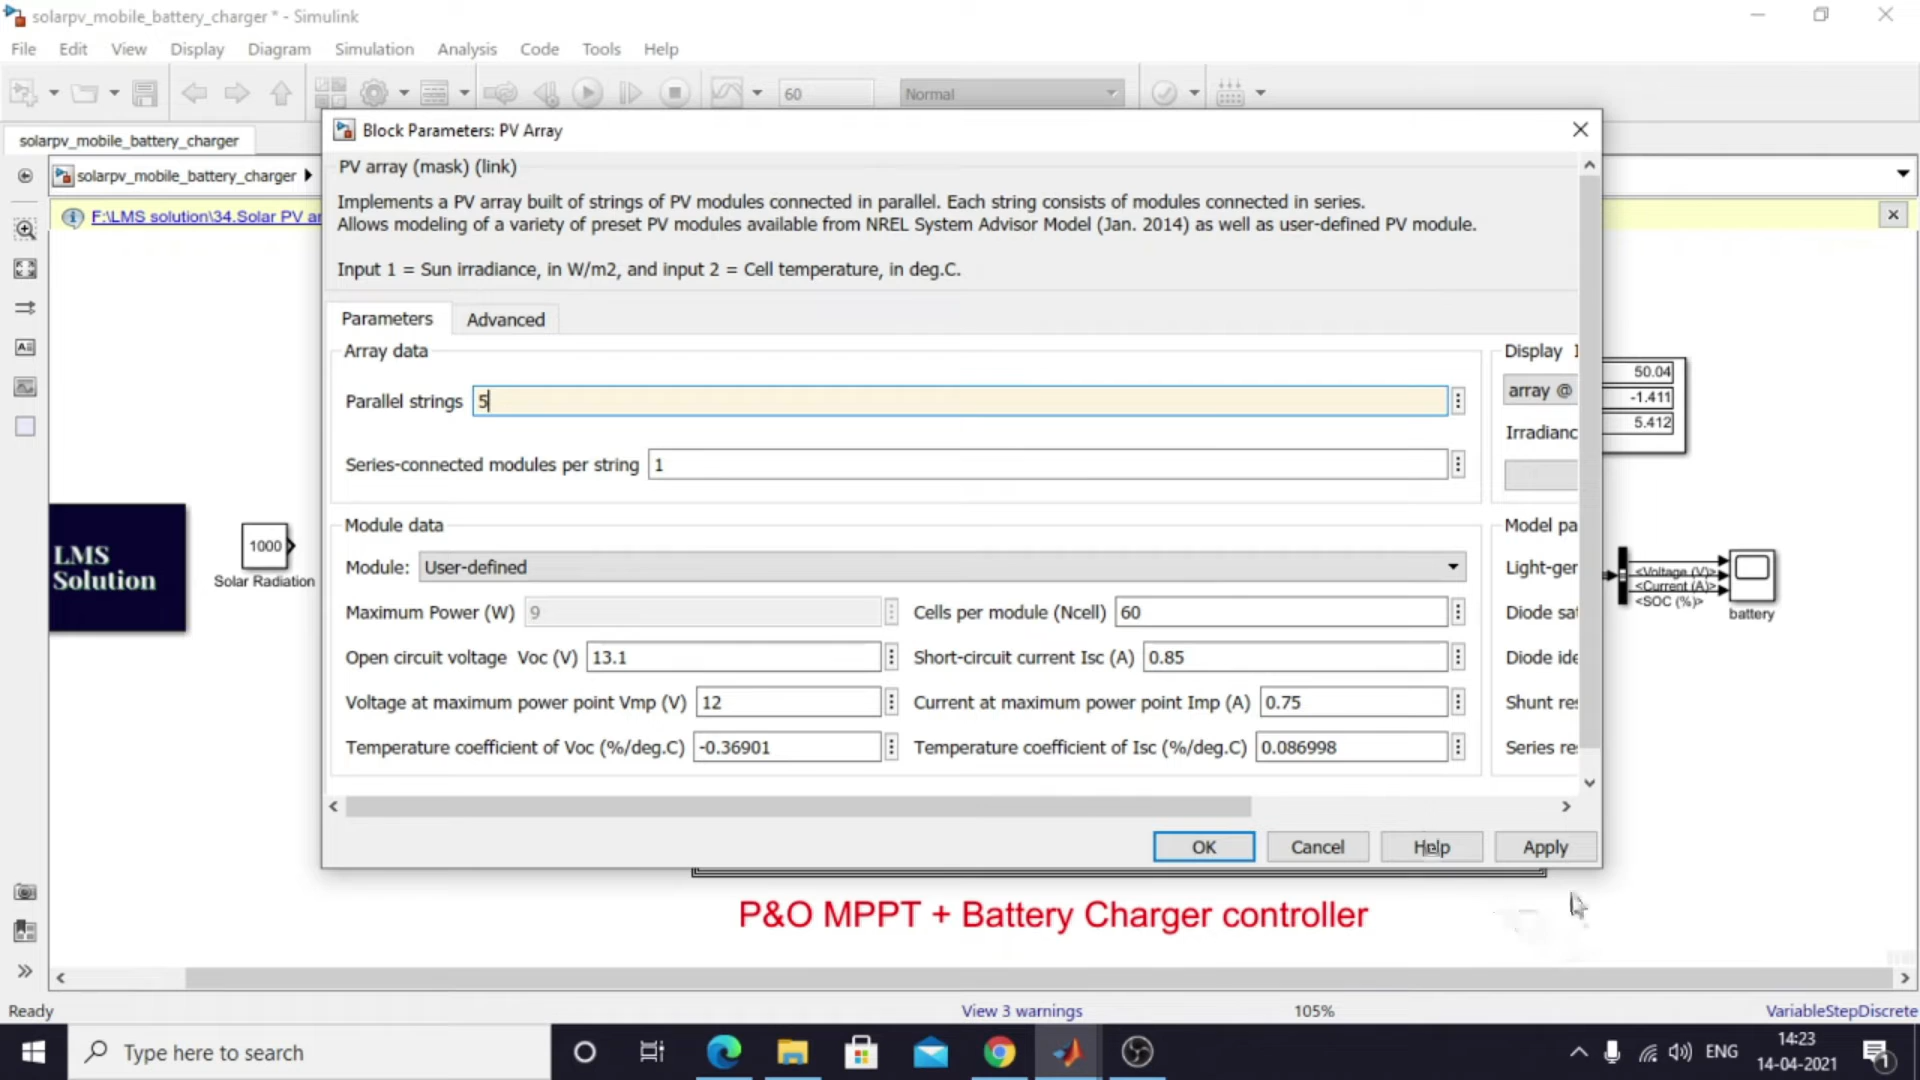 solarpv_mobile_battery_charger * - Simulink
File Edit View Display Diagram Simulation Analysis Code Tools Help
60 Normal
solarpv_mobile_battery_charger
solarpv_mobile_battery_charger
F:\LMS solution\34.Solar PV ar
Block Parameters: PV Array
PV array (mask) (link)
Implements a PV array built of strings of PV modules connected in parallel. Each string consists of modules connected in series.
Allows modeling of a variety of preset PV modules available from NREL System Advisor Model (Jan. 2014) as well as user-defined PV module.
Input 1 = Sun irradiance, in W/m2, and input 2 = Cell temperature, in deg.C.
Parameters Advanced
Array data
Parallel strings 5
Series-connected modules per string 1
Module data
Module: User-defined
Maximum Power (W) 9 Cells per module (Ncell) 60
Open circuit voltage Voc (V) 13.1 Short-circuit current Isc (A) 0.85
Voltage at maximum power point Vmp (V) 12 Current at maximum power point Imp (A) 0.75
Temperature coefficient of Voc (%/deg.C) -0.36901 Temperature coefficient of Isc (%/deg.C) 0.086998
Display I
array @
Irradianc
Model pa
Light-ger
Diode sat
Diode ide
Shunt res
Series re
OK Cancel Help Apply
50.04
-1.411
5.412
LMS
Solution
1000
Solar Radiation
<Voltage (V)>
<Current (A)>
<SOC (%)>
battery
P&O MPPT + Battery Charger controller
Ready View 3 warnings 105% VariableStepDiscrete
Type here to search
ENG
14:23
14-04-2021
1